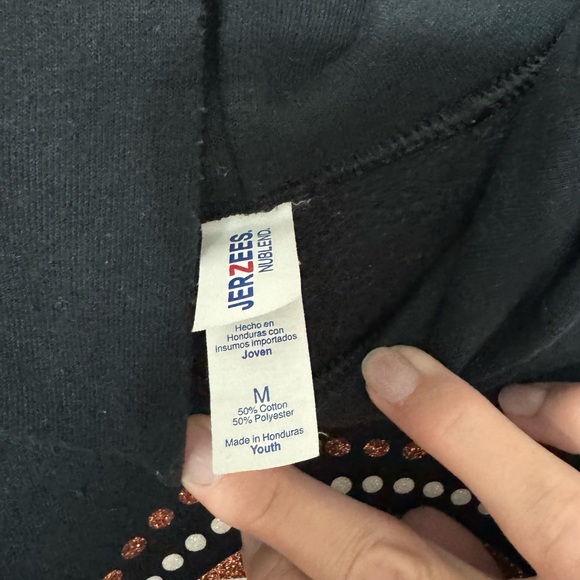 JERZEES.
NUBLEND.
Hecho en
Honduras con
insumos importados
Joven
M
50% Cotton
50% Polyester
Made in Honduras
Youth